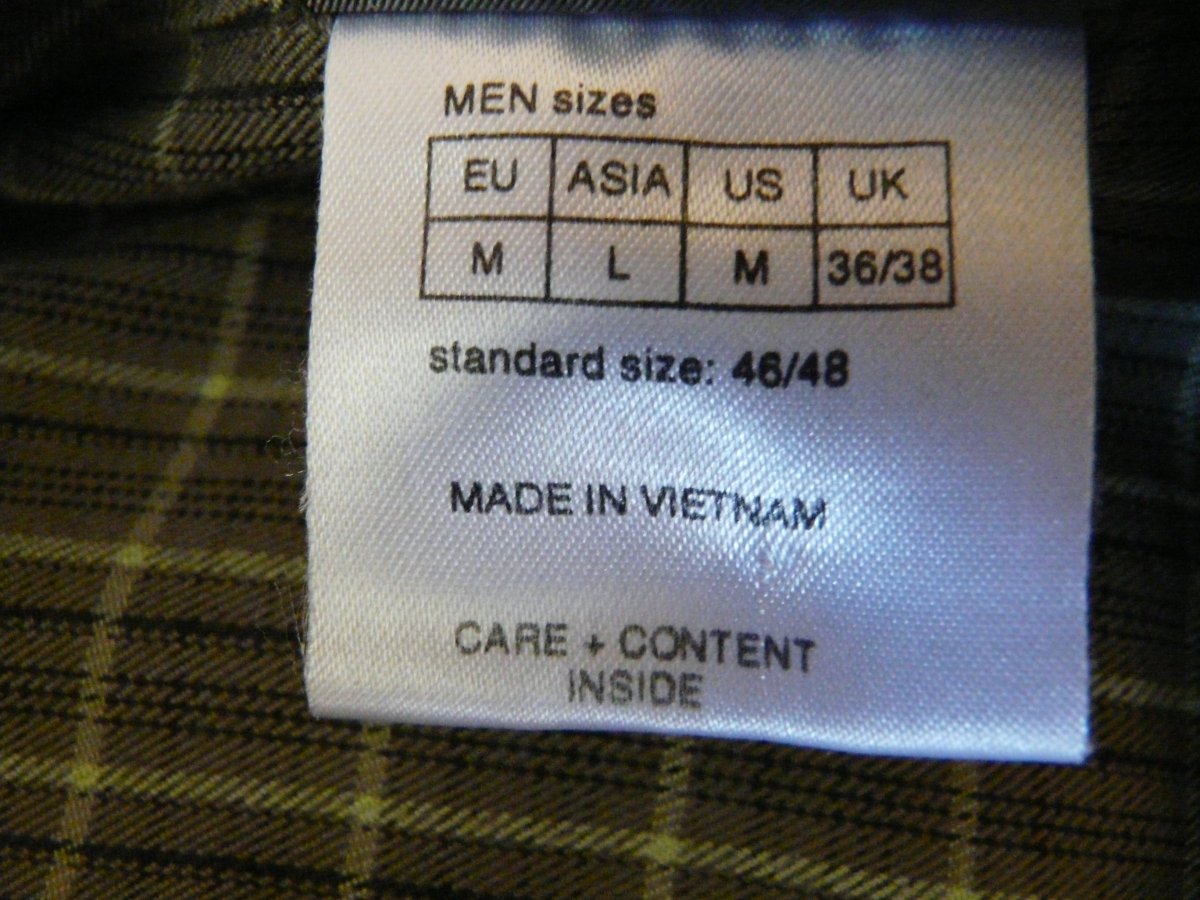 MEN sizes
EU ASIA US UK
M L M 36/38
standard size: 46/48
MADE IN VIETNAM
CARE + CONTENT
INSIDE